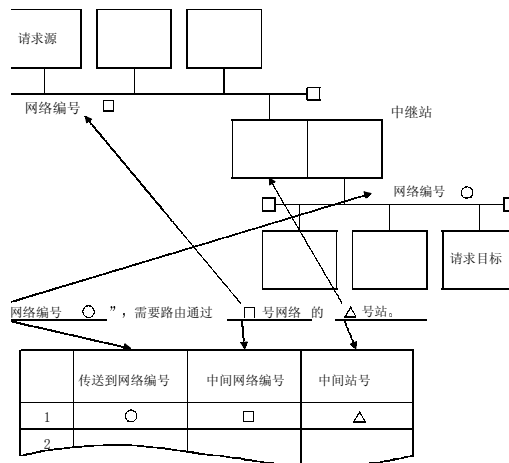 请求源
网络编号 □
中继站
网络编号 ○
请求目标
网络编号 ○ ”，需要路由通过 □ 号网络 的 △ 号站。
传送到网络编号 中间网络编号 中间站号
1 ○ □ △
2